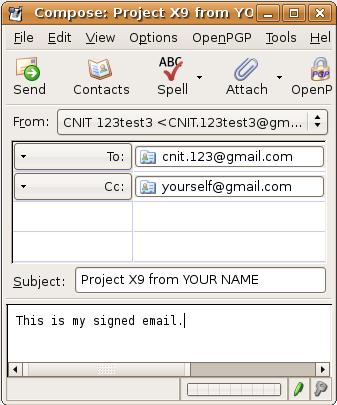 Compose: Project X9 from YO
File Edit View Options OpenPGP Tools Hel
ABC
Send Contacts Spell Attach OpenP
From: CNIT 123test3 <CNIT.123test3@gm...
To: cnit.123@gmail.com
Cc: yourself@gmail.com
Subject: Project X9 from YOUR NAME
This is my signed email.